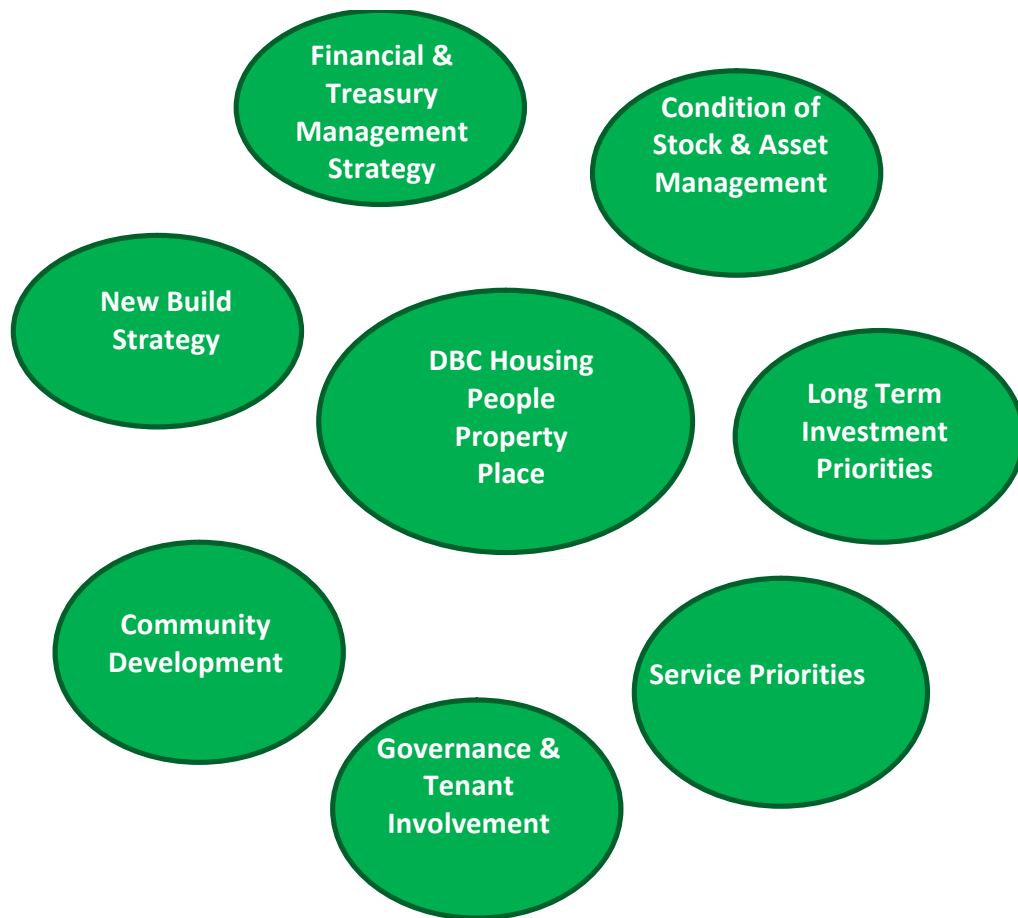 Financial &
Treasury
Management
Strategy
Condition of
Stock & Asset
Management
New Build
Strategy
DBC Housing
People
Property
Place
Long Term
Investment
Priorities
Community
Development
Service Priorities
Governance &
Tenant
Involvement